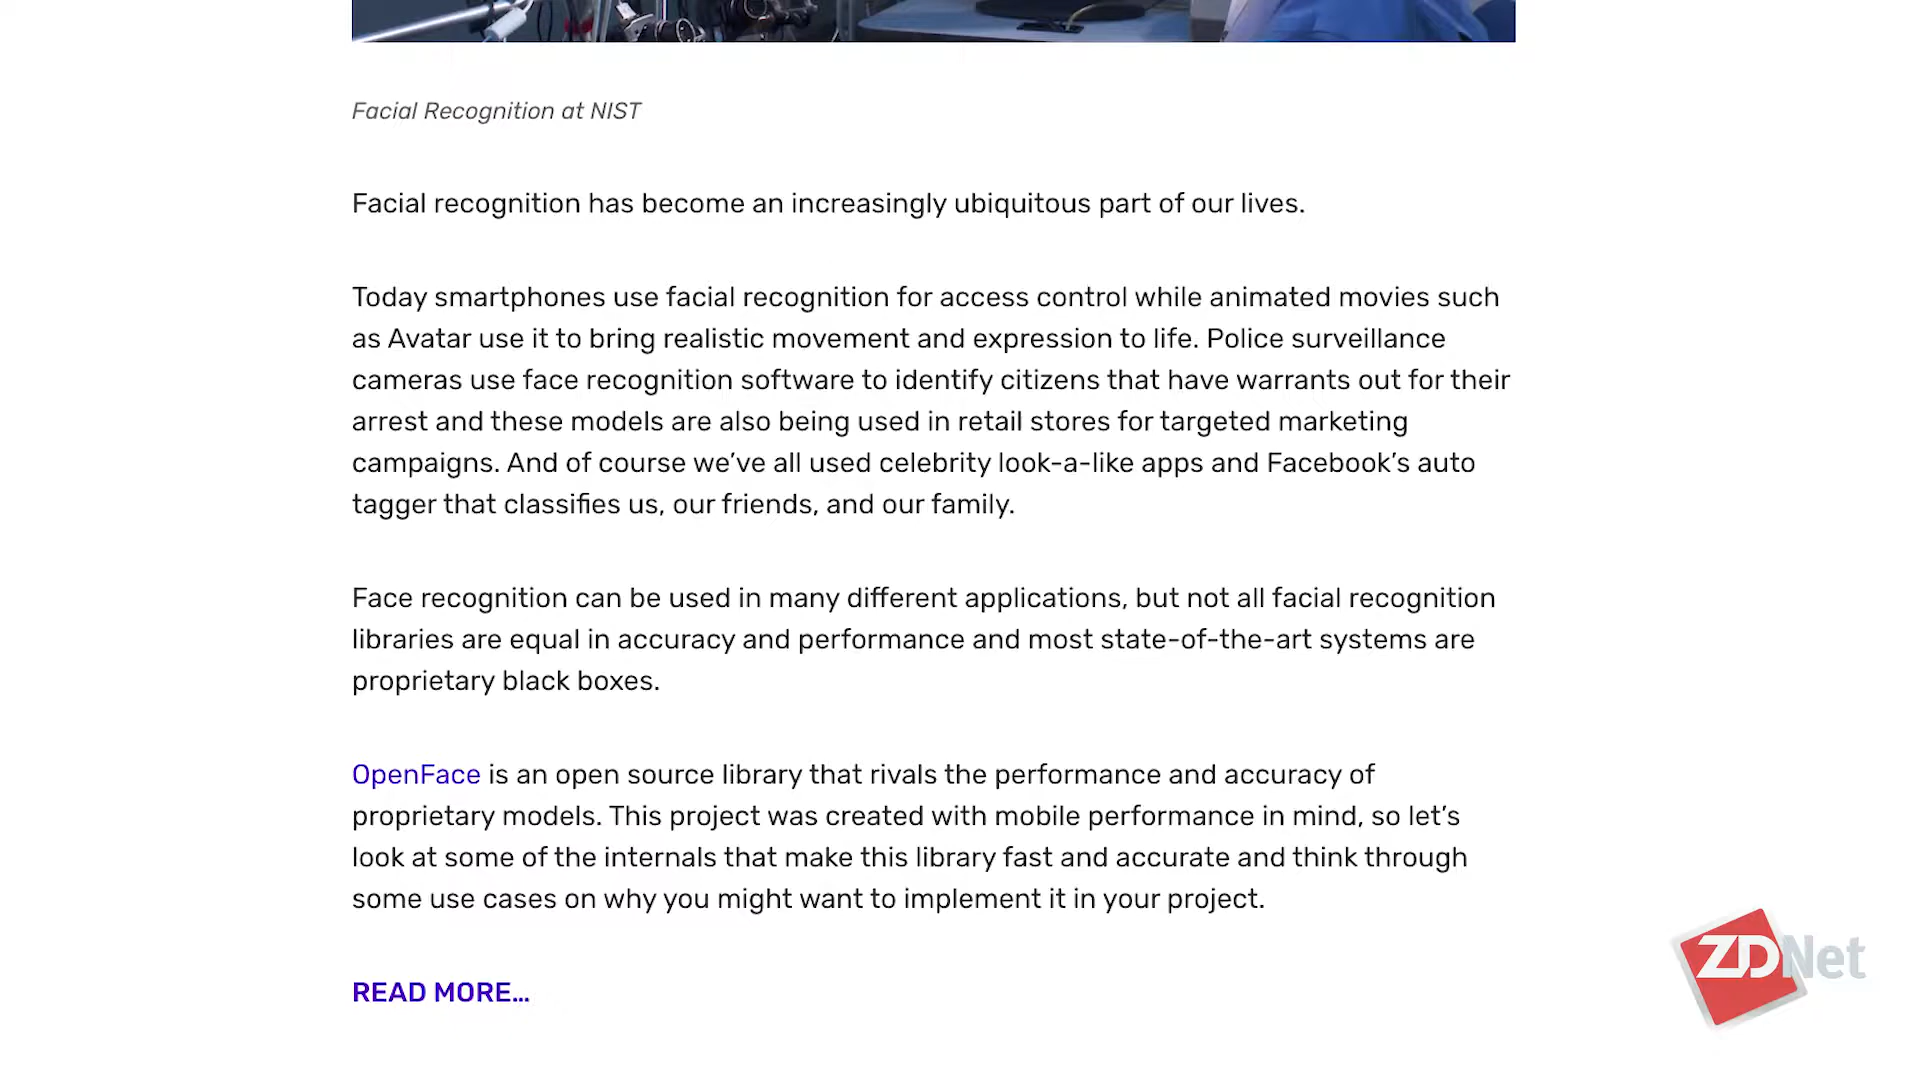 Facial Recognition at NIST
Facial recognition has become an increasingly ubiquitous part of our lives.
Today smartphones use facial recognition for access control while animated movies such
as Avatar use it to bring realistic movement and expression to life. Police surveillance
cameras use face recognition software to identify citizens that have warrants out for their
arrest and these models are also being used in retail stores for targeted marketing
campaigns. And of course we’ve all used celebrity look-a-like apps and Facebook’s auto
tagger that classifies us, our friends, and our family.
Face recognition can be used in many different applications, but not all facial recognition
libraries are equal in accuracy and performance and most state-of-the-art systems are
proprietary black boxes.
OpenFace is an open source library that rivals the performance and accuracy of
proprietary models. This project was created with mobile performance in mind, so let’s
look at some of the internals that make this library fast and accurate and think through
some use cases on why you might want to implement it in your project.
READ MORE…
ZDNet